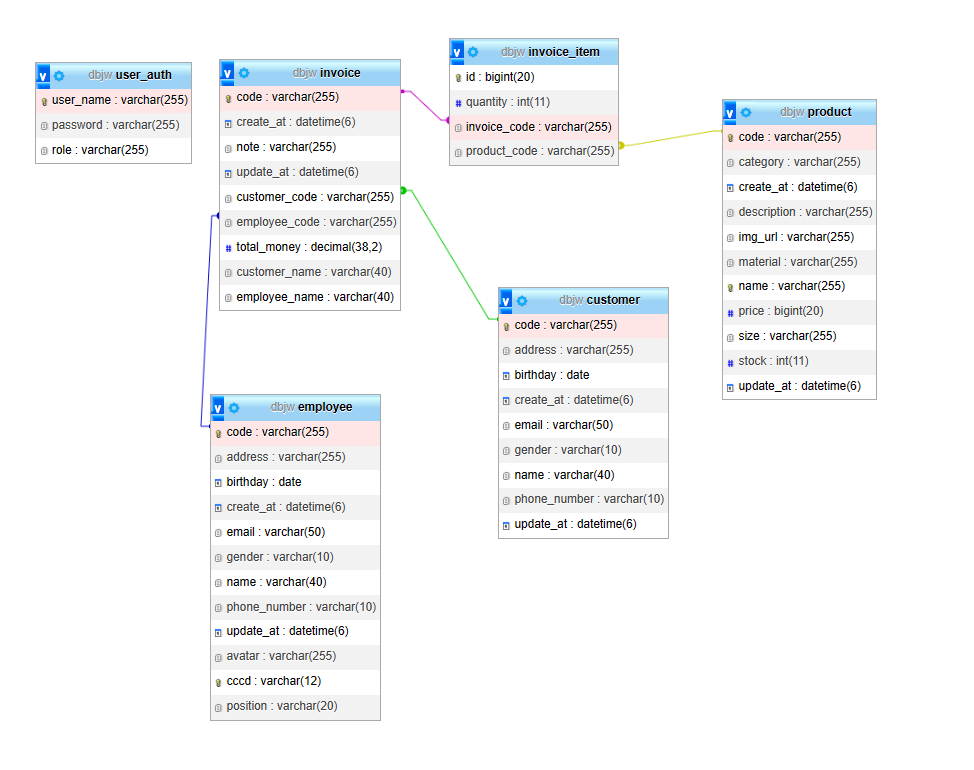 dbjw user_auth
user_name : varchar(255)
password : varchar(255)
role : varchar(255)
dbjw invoice
code : varchar(255)
create_at : datetime(6)
note : varchar(255)
update_at : datetime(6)
customer_code : varchar(255)
employee_code : varchar(255)
total_money : decimal(38,2)
customer_name : varchar(40)
employee_name : varchar(40)
dbjw invoice_item
id : bigint(20)
quantity : int(11)
invoice_code : varchar(255)
product_code : varchar(255)
dbjw product
code : varchar(255)
category : varchar(255)
create_at : datetime(6)
description : varchar(255)
img_url : varchar(255)
material : varchar(255)
name : varchar(255)
price : bigint(20)
size : varchar(255)
stock : int(11)
update_at : datetime(6)
dbjw customer
code : varchar(255)
address : varchar(255)
birthday : date
create_at : datetime(6)
email : varchar(50)
gender : varchar(10)
name : varchar(40)
phone_number : varchar(10)
update_at : datetime(6)
dbjw employee
code : varchar(255)
address : varchar(255)
birthday : date
create_at : datetime(6)
email : varchar(50)
gender : varchar(10)
name : varchar(40)
phone_number : varchar(10)
update_at : datetime(6)
avatar : varchar(255)
cccd : varchar(12)
position : varchar(20)